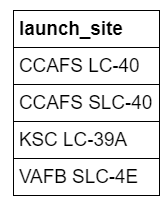 launch_site
CCAFS LC-40
CCAFS SLC-40
KSC LC-39A
VAFB SLC-4E